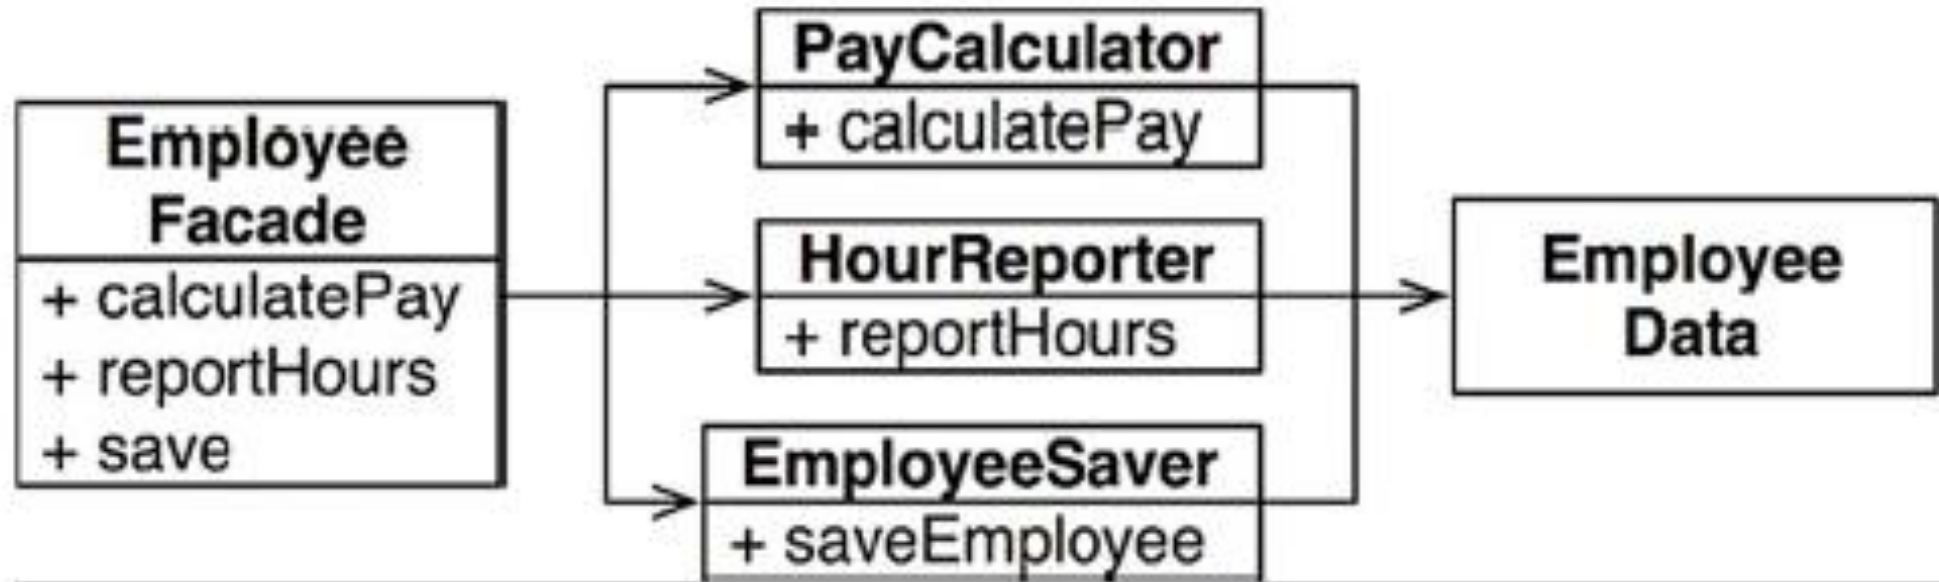 Employee
Facade
+ calculatePay
+ reportHours
+ save
PayCalculator
+ calculatePay
HourReporter
+ reportHours
EmployeeSaver
+ saveEmployee
Employee
Data